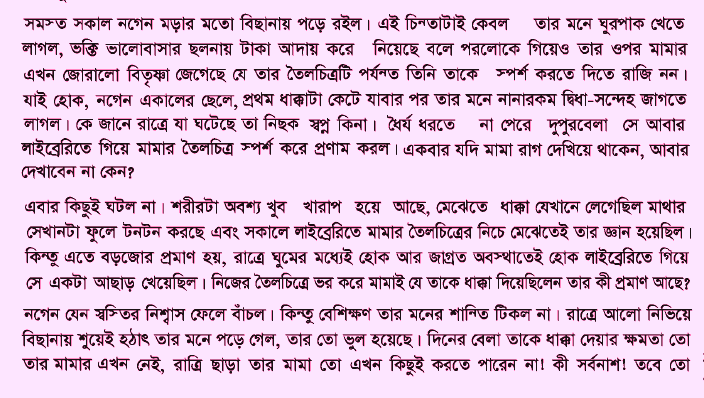 সমস্ত সকাল নগেন মড়ার মতো বিছানায় পড়ে রইল। এই চিন্তাটাই কেবল তার মনে ঘুরপাক খেতে
লাগল, ভক্তি ভালোবাসার ছলনায় টাকা আদায় করে নিয়েছে বলে পরলোকে গিয়েও তার ওপর মামার
এখন জোরালো বিতৃষ্ণা জেগেছে যে তার তৈলচিত্রটি পর্যন্ত তিনি তাকে স্পর্শ করতে দিতে রাজি নন।
যাই হোক, নগেন একালের ছেলে, প্রথম ধাক্কাটা কেটে যাবার পর তার মনে নানারকম দ্বিধা-সন্দেহ জাগতে
লাগল। কে জানে রাত্রে যা ঘটেছে তা নিছক স্বপ্ন কিনা। ধৈর্য ধরতে না পেরে দুপুরবেলা সে আবার
লাইব্রেরিতে গিয়ে মামার তৈলচিত্র স্পর্শ করে প্রণাম করল। একবার যদি মামা রাগ দেখিয়ে থাকেন, আবার
দেখাবেন না কেন?
এবার কিছুই ঘটল না। শরীরটা অবশ্য খুব খারাপ হয়ে আছে, মেঝেতে ধাক্কা যেখানে লেগেছিল মাথার
সেখানটা ফুলে টনটন করছে এবং সকালে লাইব্রেরিতে মামার তৈলচিত্রের নিচে মেঝেতেই তার জ্ঞান হয়েছিল।
কিন্তু এতে বড়জোর প্রমাণ হয়, রাত্রে ঘুমের মধ্যেই হোক আর জাগ্রত অবস্থাতেই হোক লাইব্রেরিতে গিয়ে
সে একটা আছাড় খেয়েছিল। নিজের তৈলচিত্রে ভর করে মামাই যে তাকে ধাক্কা দিয়েছিলেন তার কী প্রমাণ আছে?
নগেন যেন স্বস্তির নিশ্বাস ফেলে বাঁচল। কিন্তু বেশিক্ষণ তার মনের শান্তি টিকল না। রাত্রে আলো নিভিয়ে
বিছানায় শুয়েই হঠাৎ তার মনে পড়ে গেল, তার তো ভুল হয়েছে। দিনের বেলা তাকে ধাক্কা দেয়ার ক্ষমতা তো
তার মামার এখন নেই, রাত্রি ছাড়া তার মামা তো এখন কিছুই করতে পারেন না! কী সর্বনাশ! তবে তো